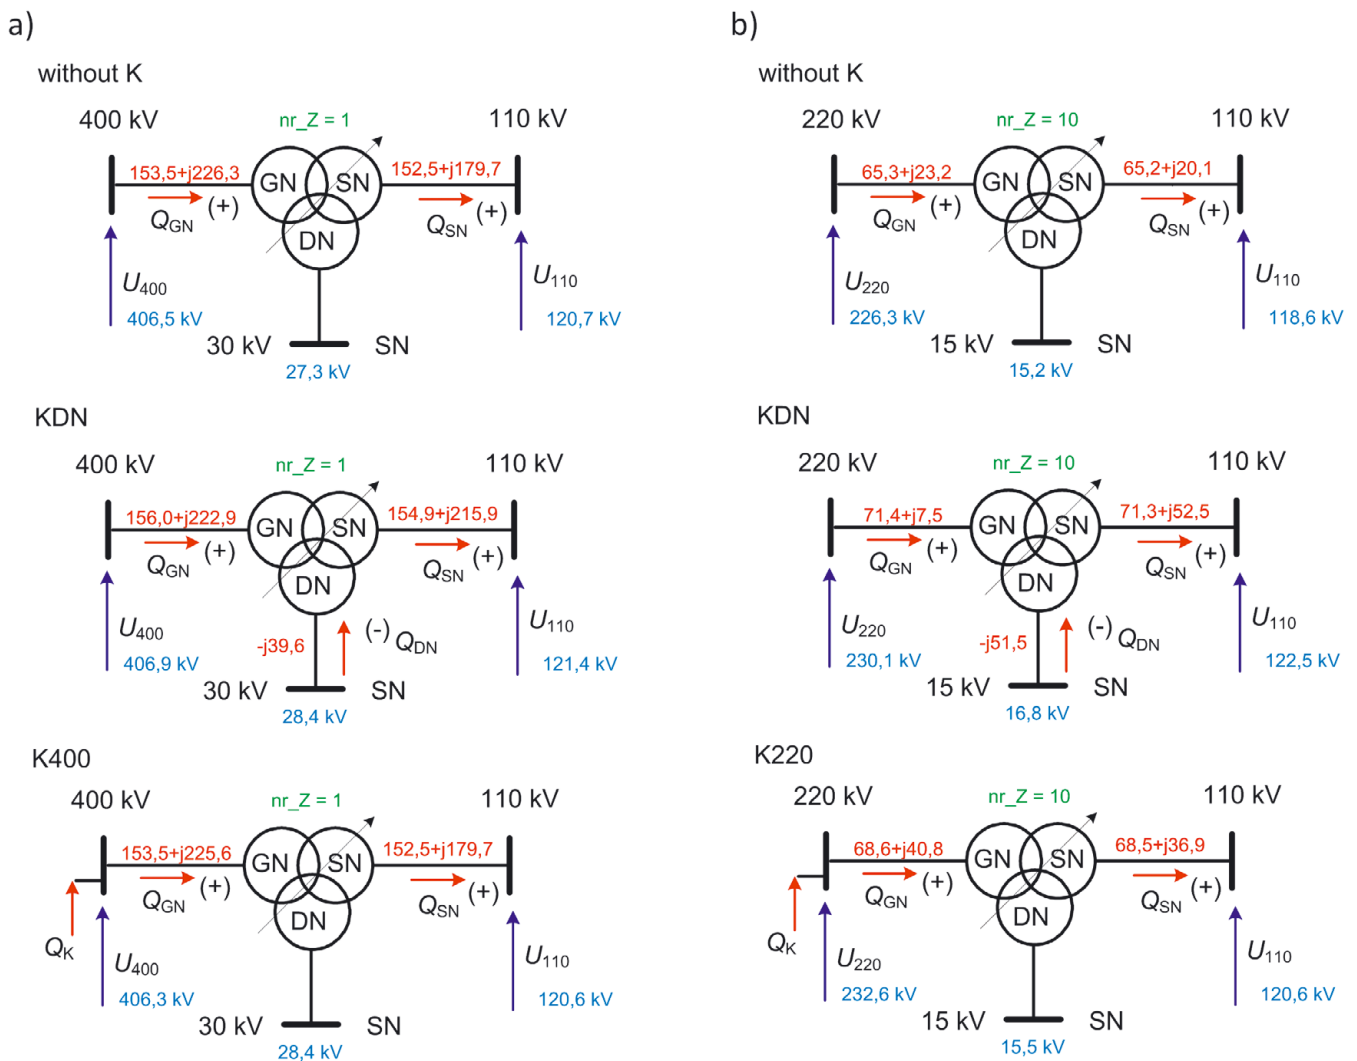 a)
without K
400 kV
nr_Z = 1
110 kV
153,5+j226,3
152,5+j179,7
GN
SN
DN
QGN
(+)
QSN
(+)
U400
406,5 kV
U110
120,7 kV
30 kV
SN
27,3 kV
KDN
400 kV
nr_Z = 1
110 kV
156,0+j222,9
154,9+j215,9
GN
SN
DN
QGN
(+)
QSN
(+)
U400
406,9 kV
-j39,6
(-)
QDN
U110
121,4 kV
30 kV
SN
28,4 kV
K400
400 kV
nr_Z = 1
110 kV
153,5+j225,6
152,5+j179,7
GN
SN
DN
QGN
(+)
QSN
(+)
QK
U400
406,3 kV
U110
120,6 kV
30 kV
SN
28,4 kV
b)
without K
220 kV
nr_Z = 10
110 kV
65,3+j23,2
65,2+j20,1
GN
SN
DN
QGN
(+)
QSN
(+)
U220
226,3 kV
U110
118,6 kV
15 kV
SN
15,2 kV
KDN
220 kV
nr_Z = 10
110 kV
71,4+j7,5
71,3+j52,5
GN
SN
DN
QGN
(+)
QSN
(+)
U220
230,1 kV
-j51,5
(-)
QDN
U110
122,5 kV
15 kV
SN
16,8 kV
K220
220 kV
nr_Z = 10
110 kV
68,6+j40,8
68,5+j36,9
GN
SN
DN
QGN
(+)
QSN
(+)
QK
U220
232,6 kV
U110
120,6 kV
15 kV
SN
15,5 kV